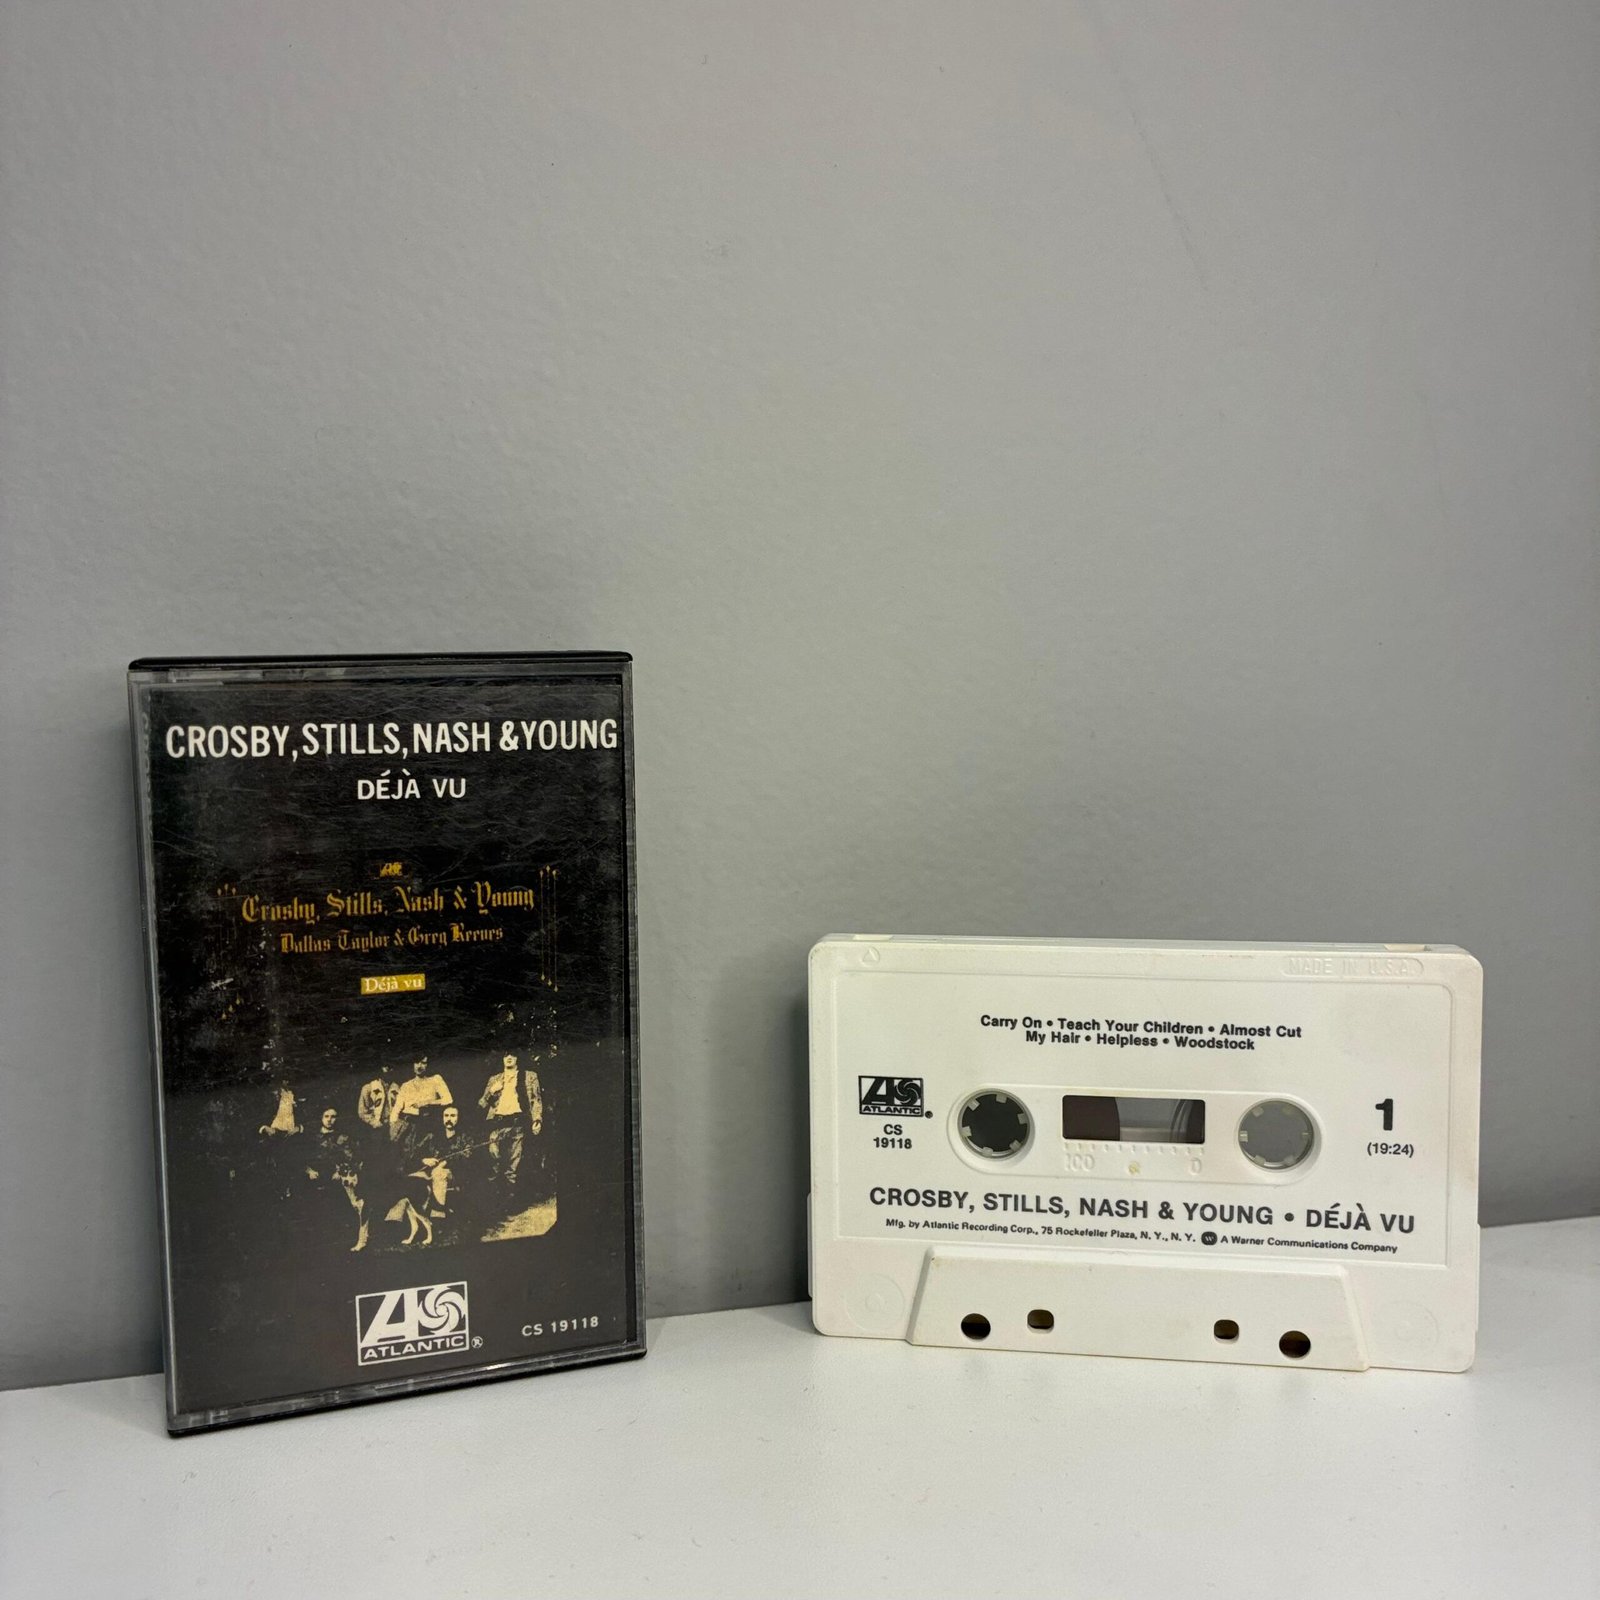 CROSBY, STILLS, NASH & YOUNG
DÉJÀ VU
Crosby, Stills, Nash & Young
Dallas Taylor & Greg Reeves
Déjà vu
ATLANTIC®
CS 19118
MADE IN U.S.A.
Carry On • Teach Your Children • Almost Cut
My Hair • Helpless • Woodstock
ATLANTIC®
CS
19118
1
(19:24)
100 0
CROSBY, STILLS, NASH & YOUNG • DÉJÀ VU
Mfg. by Atlantic Recording Corp., 75 Rockefeller Plaza, N. Y., N. Y. W A Warner Communications Company